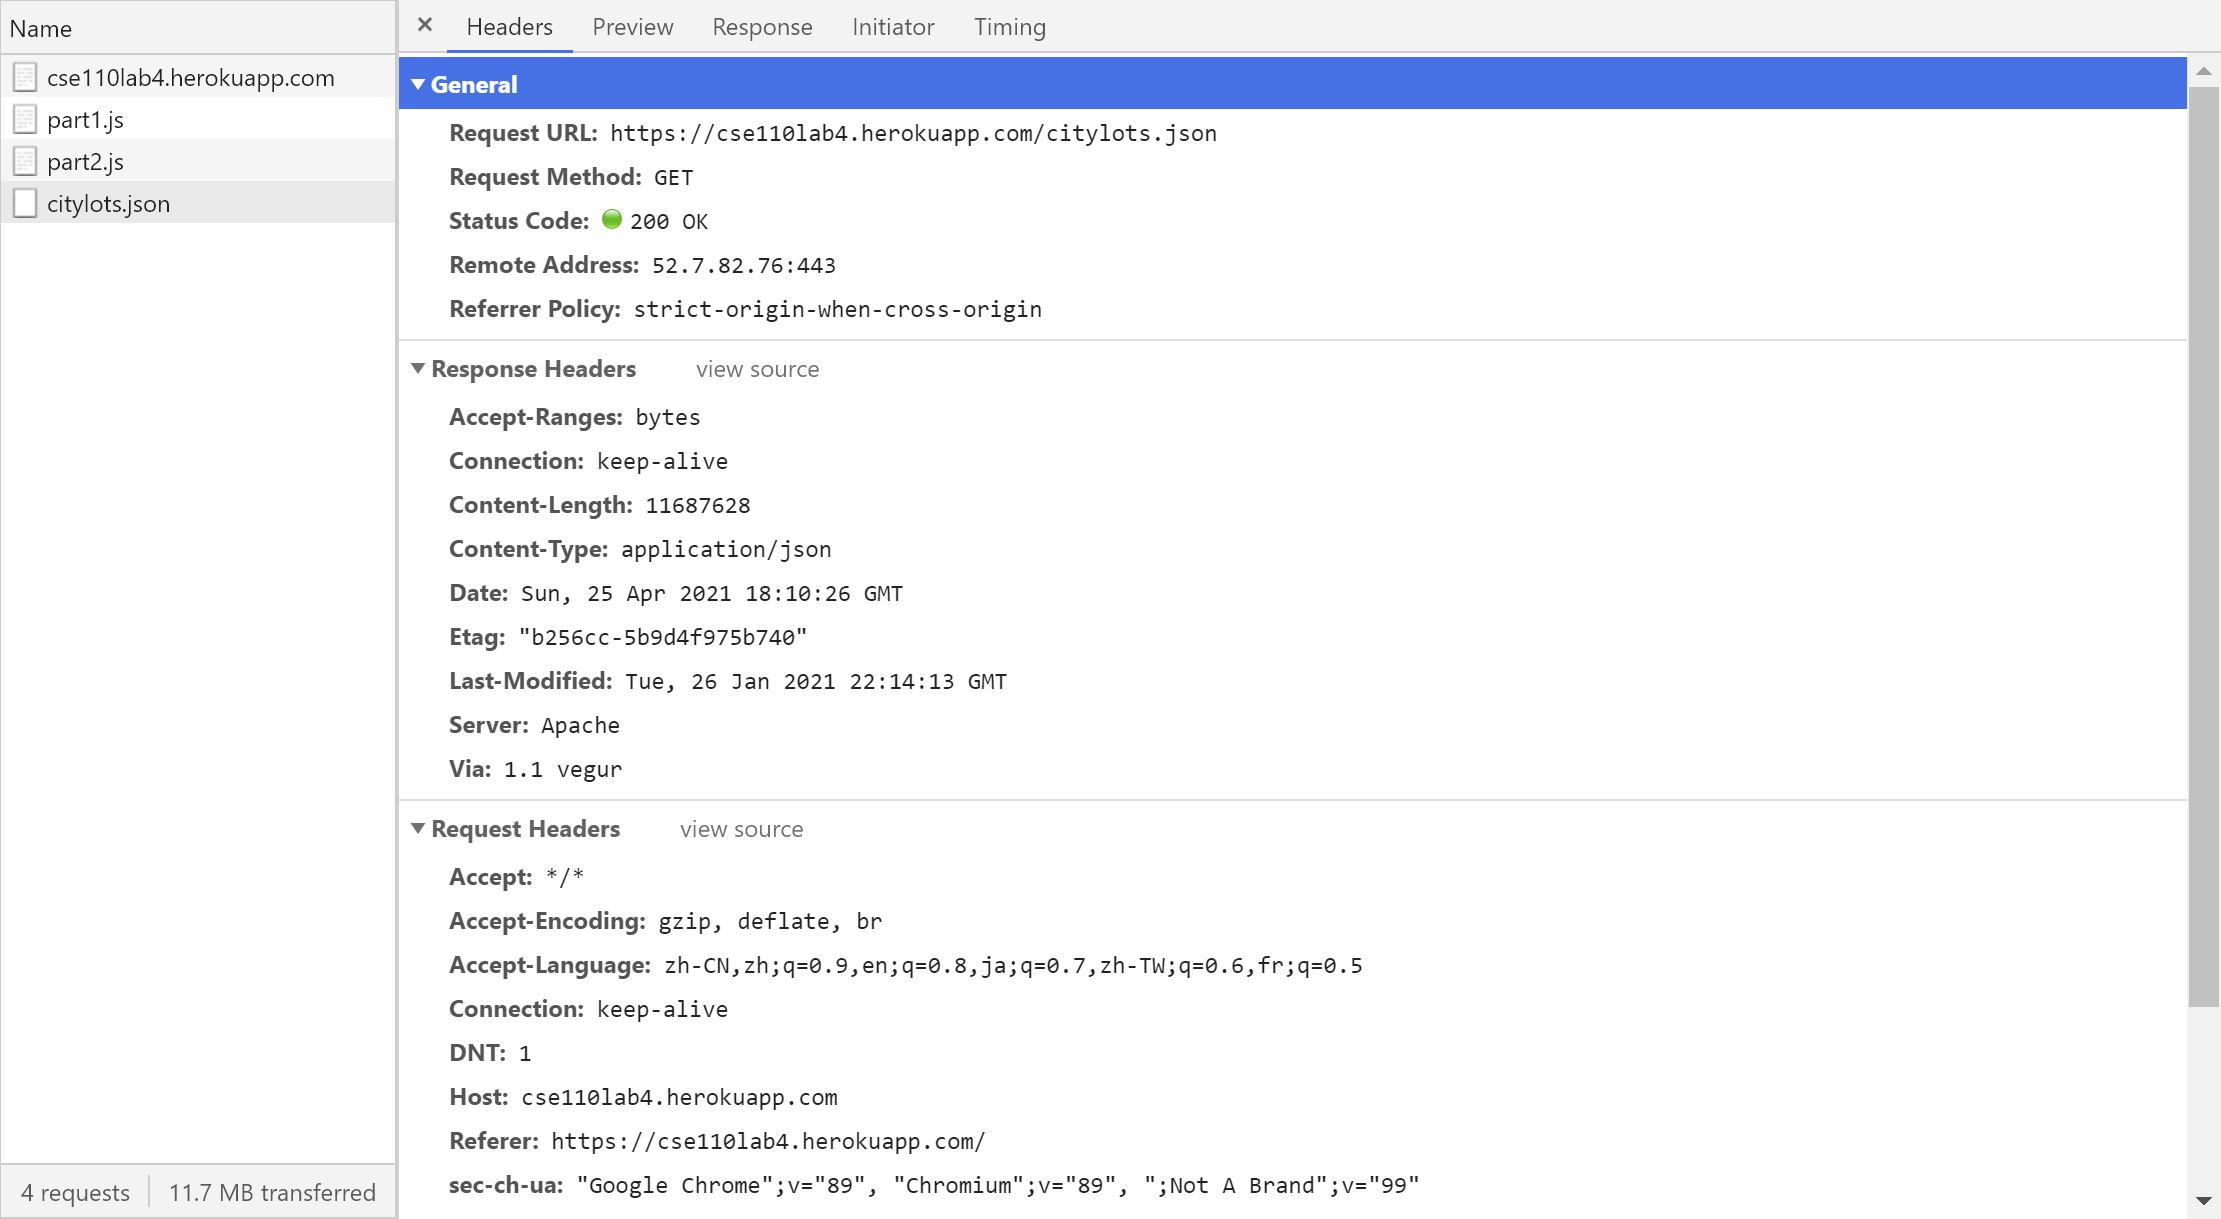 Name
cse110lab4.herokuapp.com
part1.js
part2.js
citylots.json
4 requests 11.7 MB transferred
× Headers Preview Response Initiator Timing
General
Request URL: https://cse110lab4.herokuapp.com/citylots.json
Request Method: GET
Status Code: 200 OK
Remote Address: 52.7.82.76:443
Referrer Policy: strict-origin-when-cross-origin
Response Headers view source
Accept-Ranges: bytes
Connection: keep-alive
Content-Length: 11687628
Content-Type: application/json
Date: Sun, 25 Apr 2021 18:10:26 GMT
Etag: "b256cc-5b9d4f975b740"
Last-Modified: Tue, 26 Jan 2021 22:14:13 GMT
Server: Apache
Via: 1.1 vegur
Request Headers view source
Accept: */*
Accept-Encoding: gzip, deflate, br
Accept-Language: zh-CN,zh;q=0.9,en;q=0.8,ja;q=0.7,zh-TW;q=0.6,fr;q=0.5
Connection: keep-alive
DNT: 1
Host: cse110lab4.herokuapp.com
Referer: https://cse110lab4.herokuapp.com/
sec-ch-ua: "Google Chrome";v="89", "Chromium";v="89", ";Not A Brand";v="99"